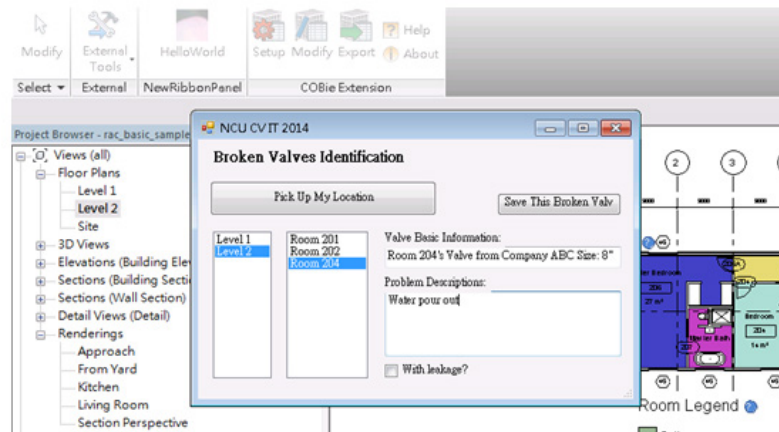 Modify
External Tools
HelloWorld
Setup Modify Export
Help
About
Select
External
NewRibbonPanel
COBie Extension
Project Browser - rac_basic_sample
Views (all)
Floor Plans
Level 1
Level 2
Site
3D Views
Elevations (Building Elev
Sections (Building Secti
Sections (Wall Section)
Detail Views (Detail)
Renderings
Approach
From Yard
Kitchen
Living Room
Section Perspective
NCU CV IT 2014
Broken Valves Identification
Pick Up My Location
Save This Broken Valv
Level 1
Level 2
Room 201
Room 202
Room 204
Valve Basic Information:
Room 204's Valve from Company ABC Size: 8"
Problem Descriptions:
Water pour out
With leakage?
2
3
206
Bedroom
204
Room Legend